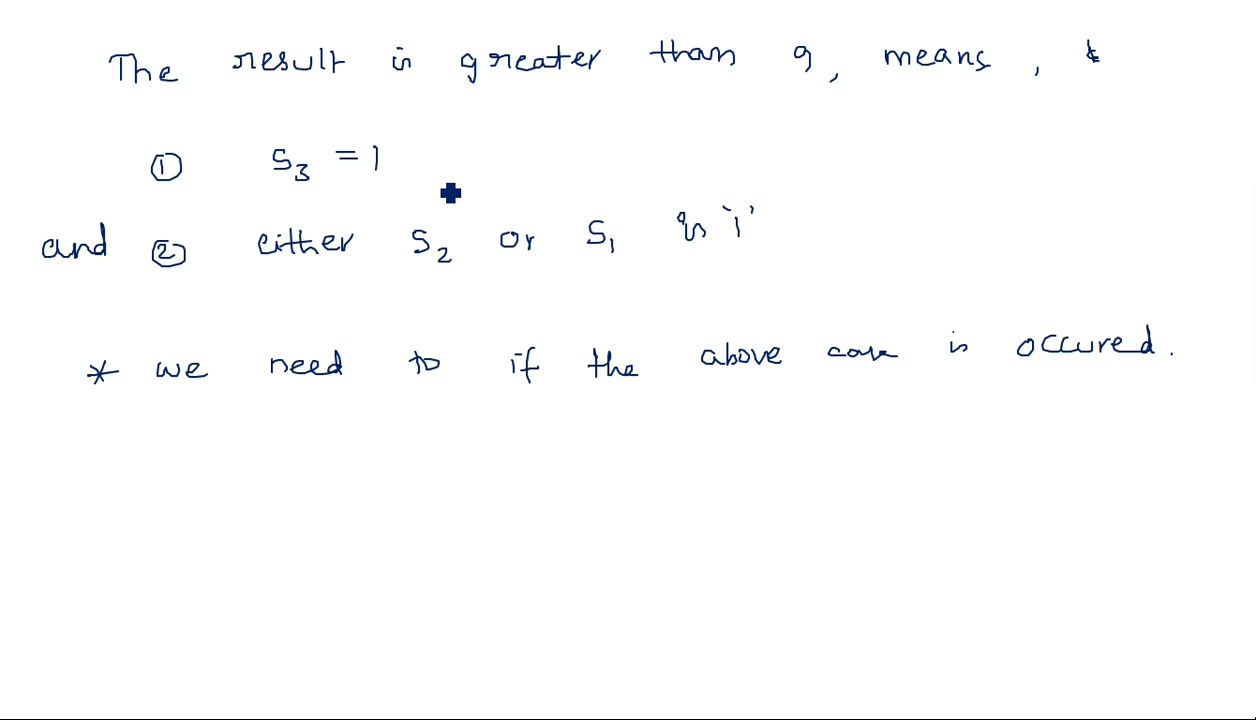 The result is greater than 9, means,
① S3 = 1
and ② either S2 or S1 is '1'
* we need to if the above case is occured.